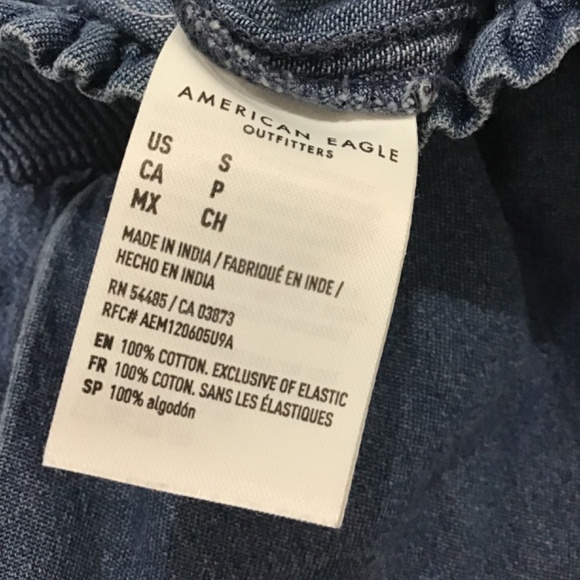 AMERICAN EAGLE
OUTFITTERS
US S
CA P
MX CH
MADE IN INDIA / FABRIQUÉ EN INDE /
HECHO EN INDIA
RN 54485 / CA 03873
RFC# AEM120605U9A
EN 100% COTTON. EXCLUSIVE OF ELASTIC
FR 100% COTON. SANS LES ÉLASTIQUES
SP 100% algodón